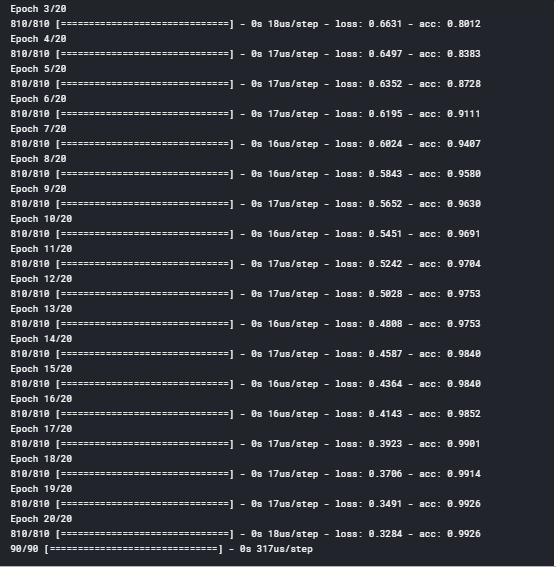 Epoch 3/20
810/810 [==============================] - 0s 18us/step - loss: 0.6631 - acc: 0.8012
Epoch 4/20
810/810 [==============================] - 0s 17us/step - loss: 0.6497 - acc: 0.8383
Epoch 5/20
810/810 [==============================] - 0s 17us/step - loss: 0.6352 - acc: 0.8728
Epoch 6/20
810/810 [==============================] - 0s 17us/step - loss: 0.6195 - acc: 0.9111
Epoch 7/20
810/810 [==============================] - 0s 16us/step - loss: 0.6024 - acc: 0.9407
Epoch 8/20
810/810 [==============================] - 0s 16us/step - loss: 0.5843 - acc: 0.9580
Epoch 9/20
810/810 [==============================] - 0s 17us/step - loss: 0.5652 - acc: 0.9630
Epoch 10/20
810/810 [==============================] - 0s 16us/step - loss: 0.5451 - acc: 0.9691
Epoch 11/20
810/810 [==============================] - 0s 17us/step - loss: 0.5242 - acc: 0.9704
Epoch 12/20
810/810 [==============================] - 0s 17us/step - loss: 0.5028 - acc: 0.9753
Epoch 13/20
810/810 [==============================] - 0s 16us/step - loss: 0.4808 - acc: 0.9753
Epoch 14/20
810/810 [==============================] - 0s 17us/step - loss: 0.4587 - acc: 0.9840
Epoch 15/20
810/810 [==============================] - 0s 16us/step - loss: 0.4364 - acc: 0.9840
Epoch 16/20
810/810 [==============================] - 0s 16us/step - loss: 0.4143 - acc: 0.9852
Epoch 17/20
810/810 [==============================] - 0s 17us/step - loss: 0.3923 - acc: 0.9901
Epoch 18/20
810/810 [==============================] - 0s 17us/step - loss: 0.3706 - acc: 0.9914
Epoch 19/20
810/810 [==============================] - 0s 17us/step - loss: 0.3491 - acc: 0.9926
Epoch 20/20
810/810 [==============================] - 0s 18us/step - loss: 0.3284 - acc: 0.9926
90/90 [==============================] - 0s 317us/step